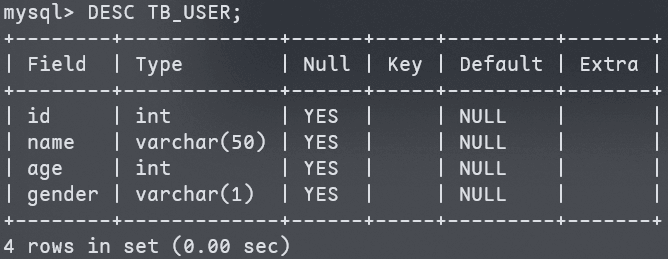 mysql> DESC TB_USER;
+--------+-------------+------+-----+---------+-------+
| Field  | Type        | Null | Key | Default | Extra |
+--------+-------------+------+-----+---------+-------+
| id     | int         | YES  |     | NULL    |       |
| name   | varchar(50) | YES  |     | NULL    |       |
| age    | int         | YES  |     | NULL    |       |
| gender | varchar(1)  | YES  |     | NULL    |       |
+--------+-------------+------+-----+---------+-------+
4 rows in set (0.00 sec)